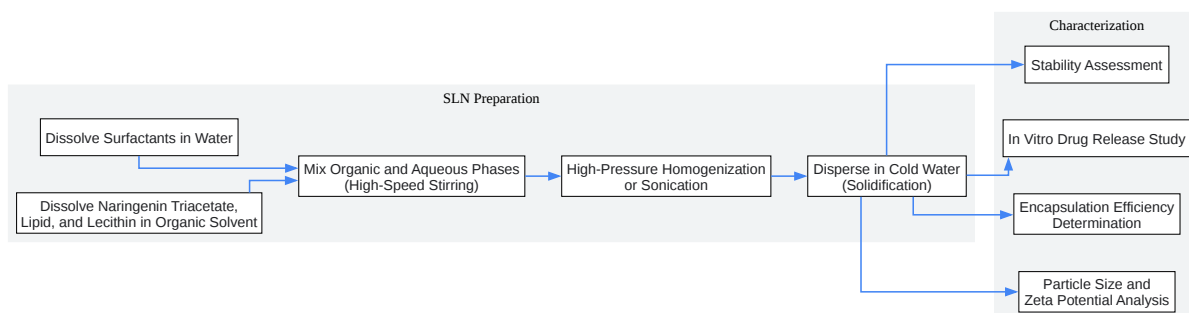 Characterization
Stability Assessment
SLN Preparation
Dissolve Surfactants in Water
In Vitro Drug Release Study
Mix Organic and Aqueous Phases
(High-Speed Stirring)
High-Pressure Homogenization
or Sonication
Disperse in Cold Water
(Solidification)
Dissolve Naringenin Triacetate,
Lipid, and Lecithin in Organic Solvent
Encapsulation Efficiency
Determination
Particle Size and
Zeta Potential Analysis